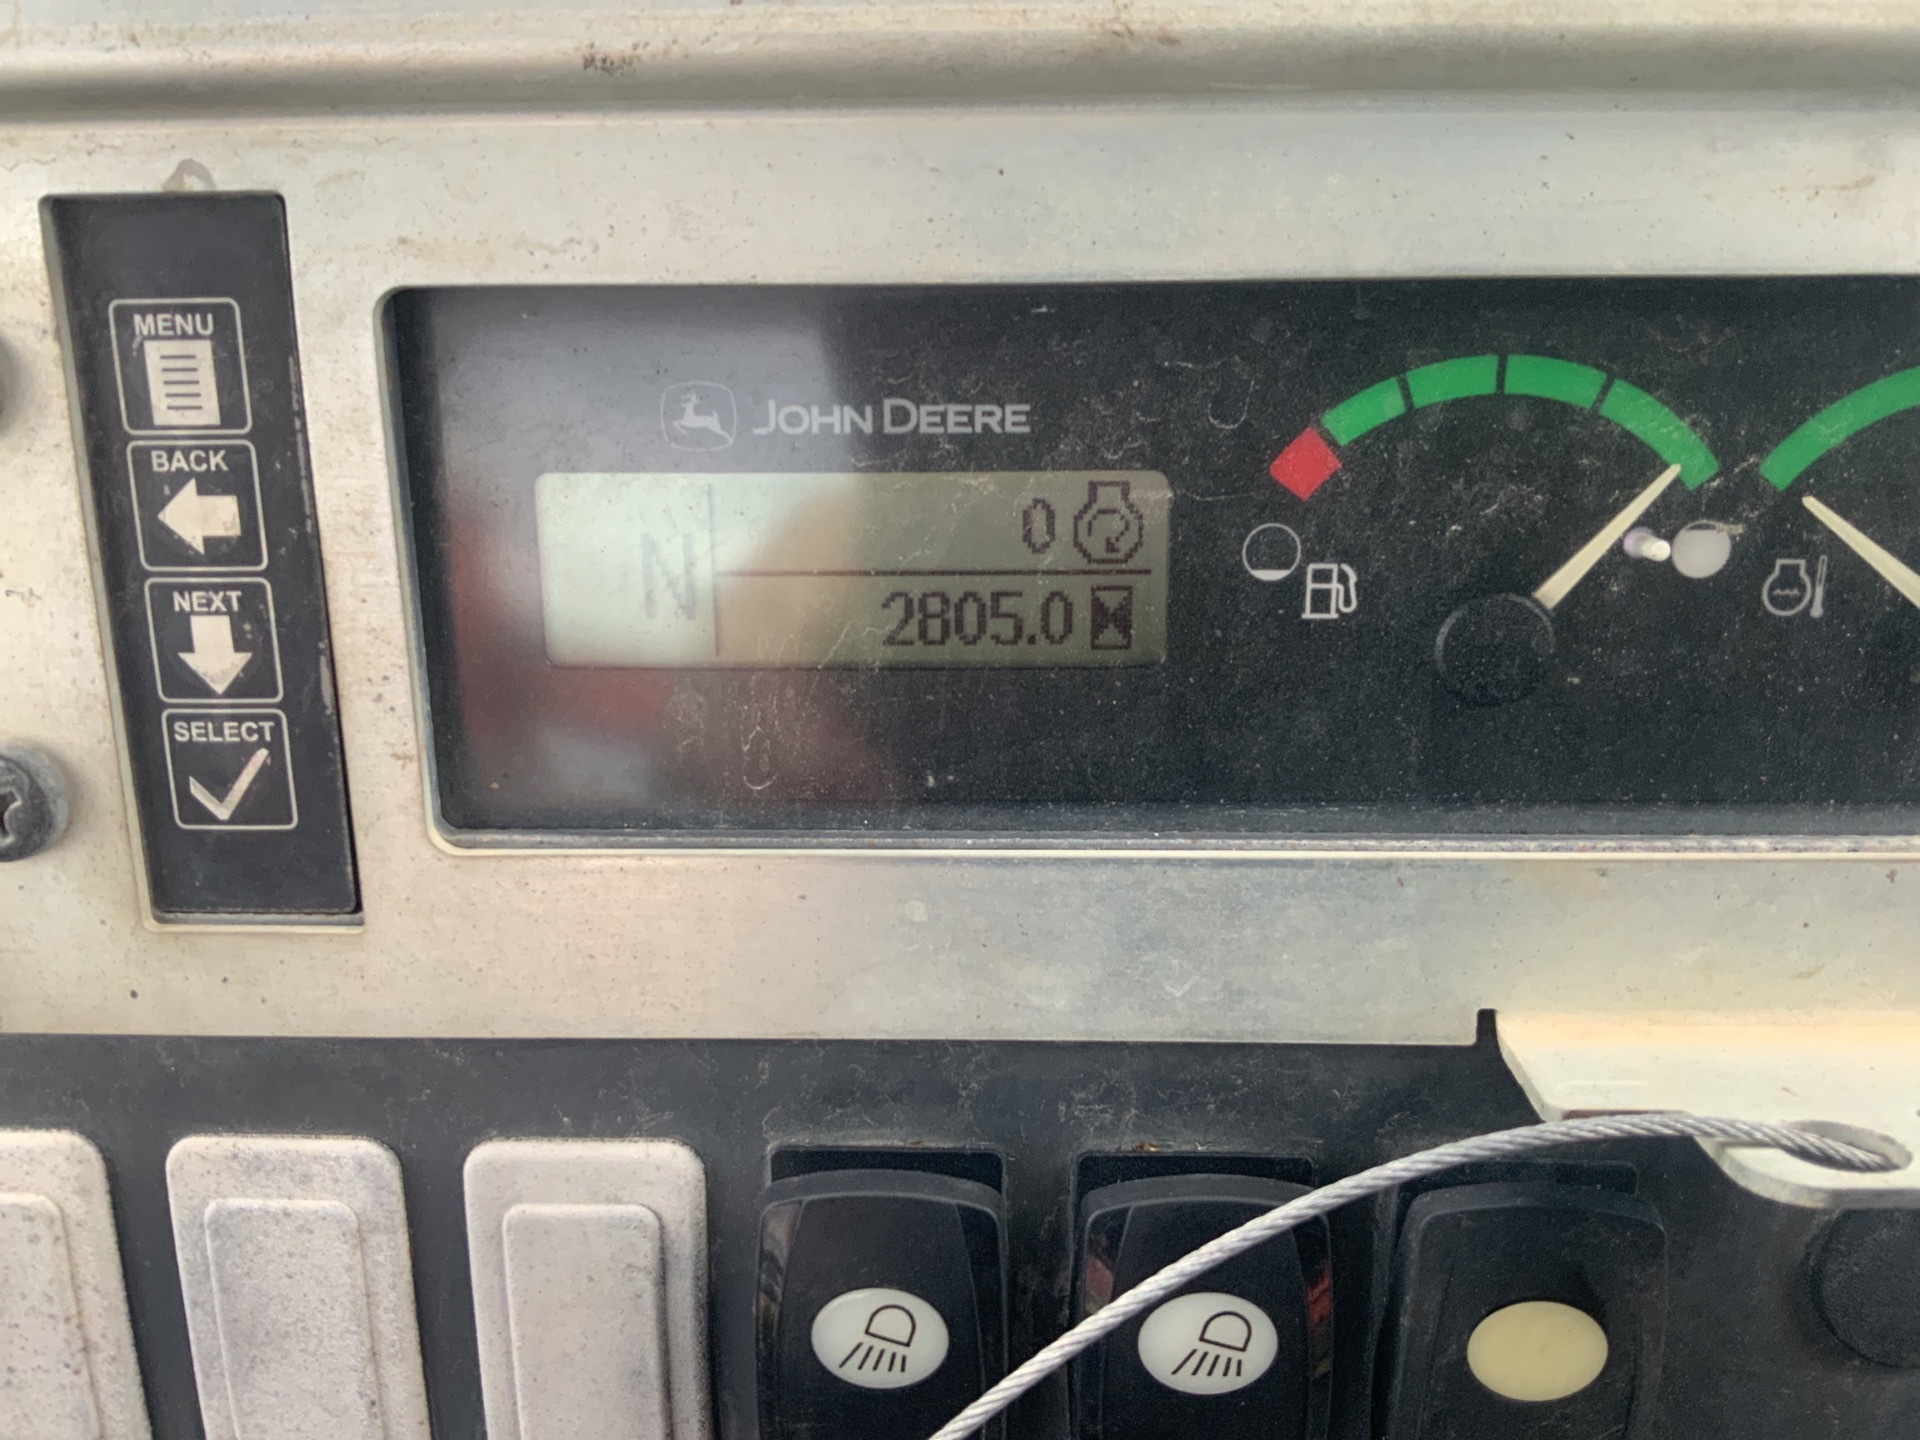 MENU
BACK
NEXT
SELECT
JOHN DEERE
N
0
2805.0